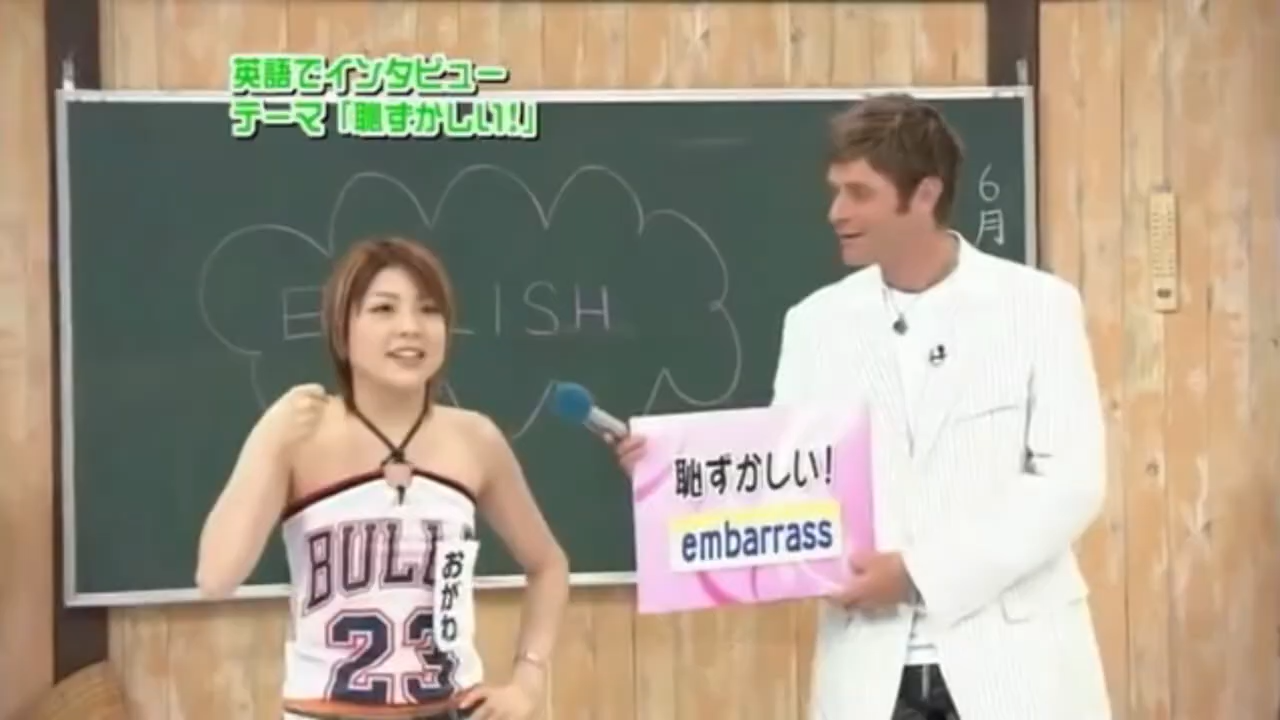 英語でインタビュー
テーマ「恥ずかしい!」
6月
ENGLISH
恥ずかしい!
embarrass
BULL
23
おがわ